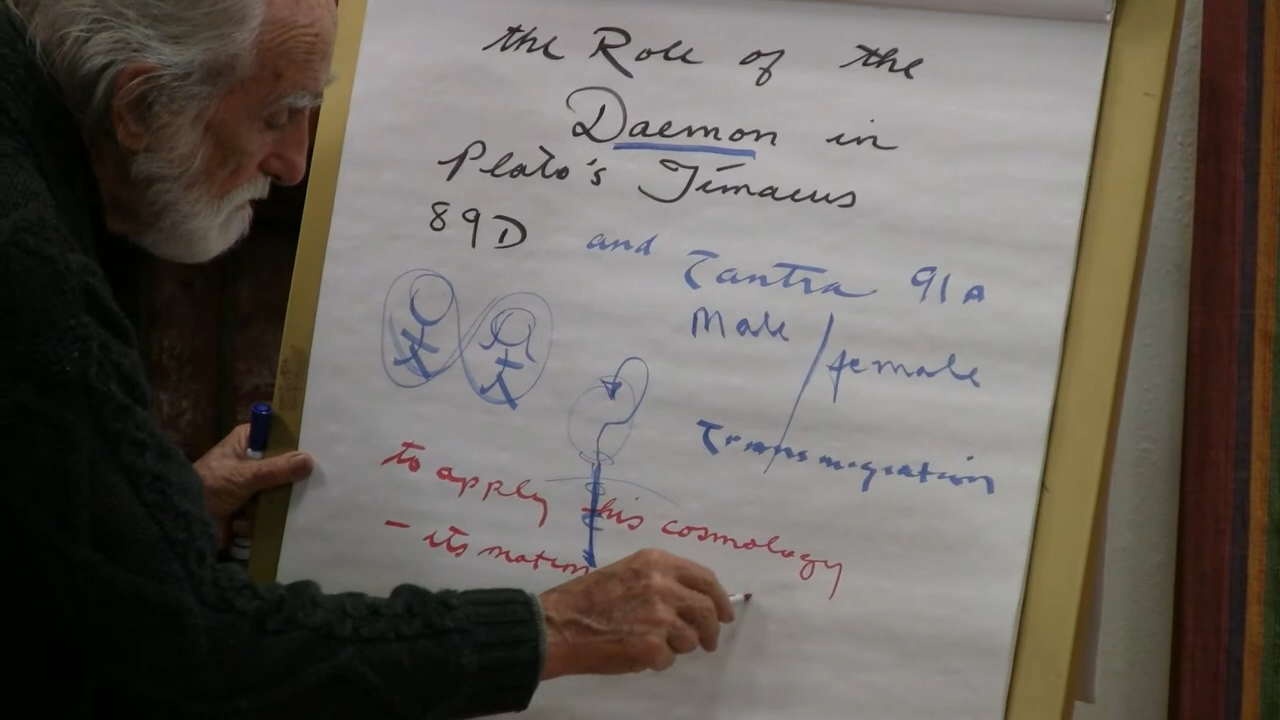 the Role of the
Daemon in
Plato's Timaeus
89D and Tantra 91A
Male / female
Transmigration
to apply his cosmology
- its